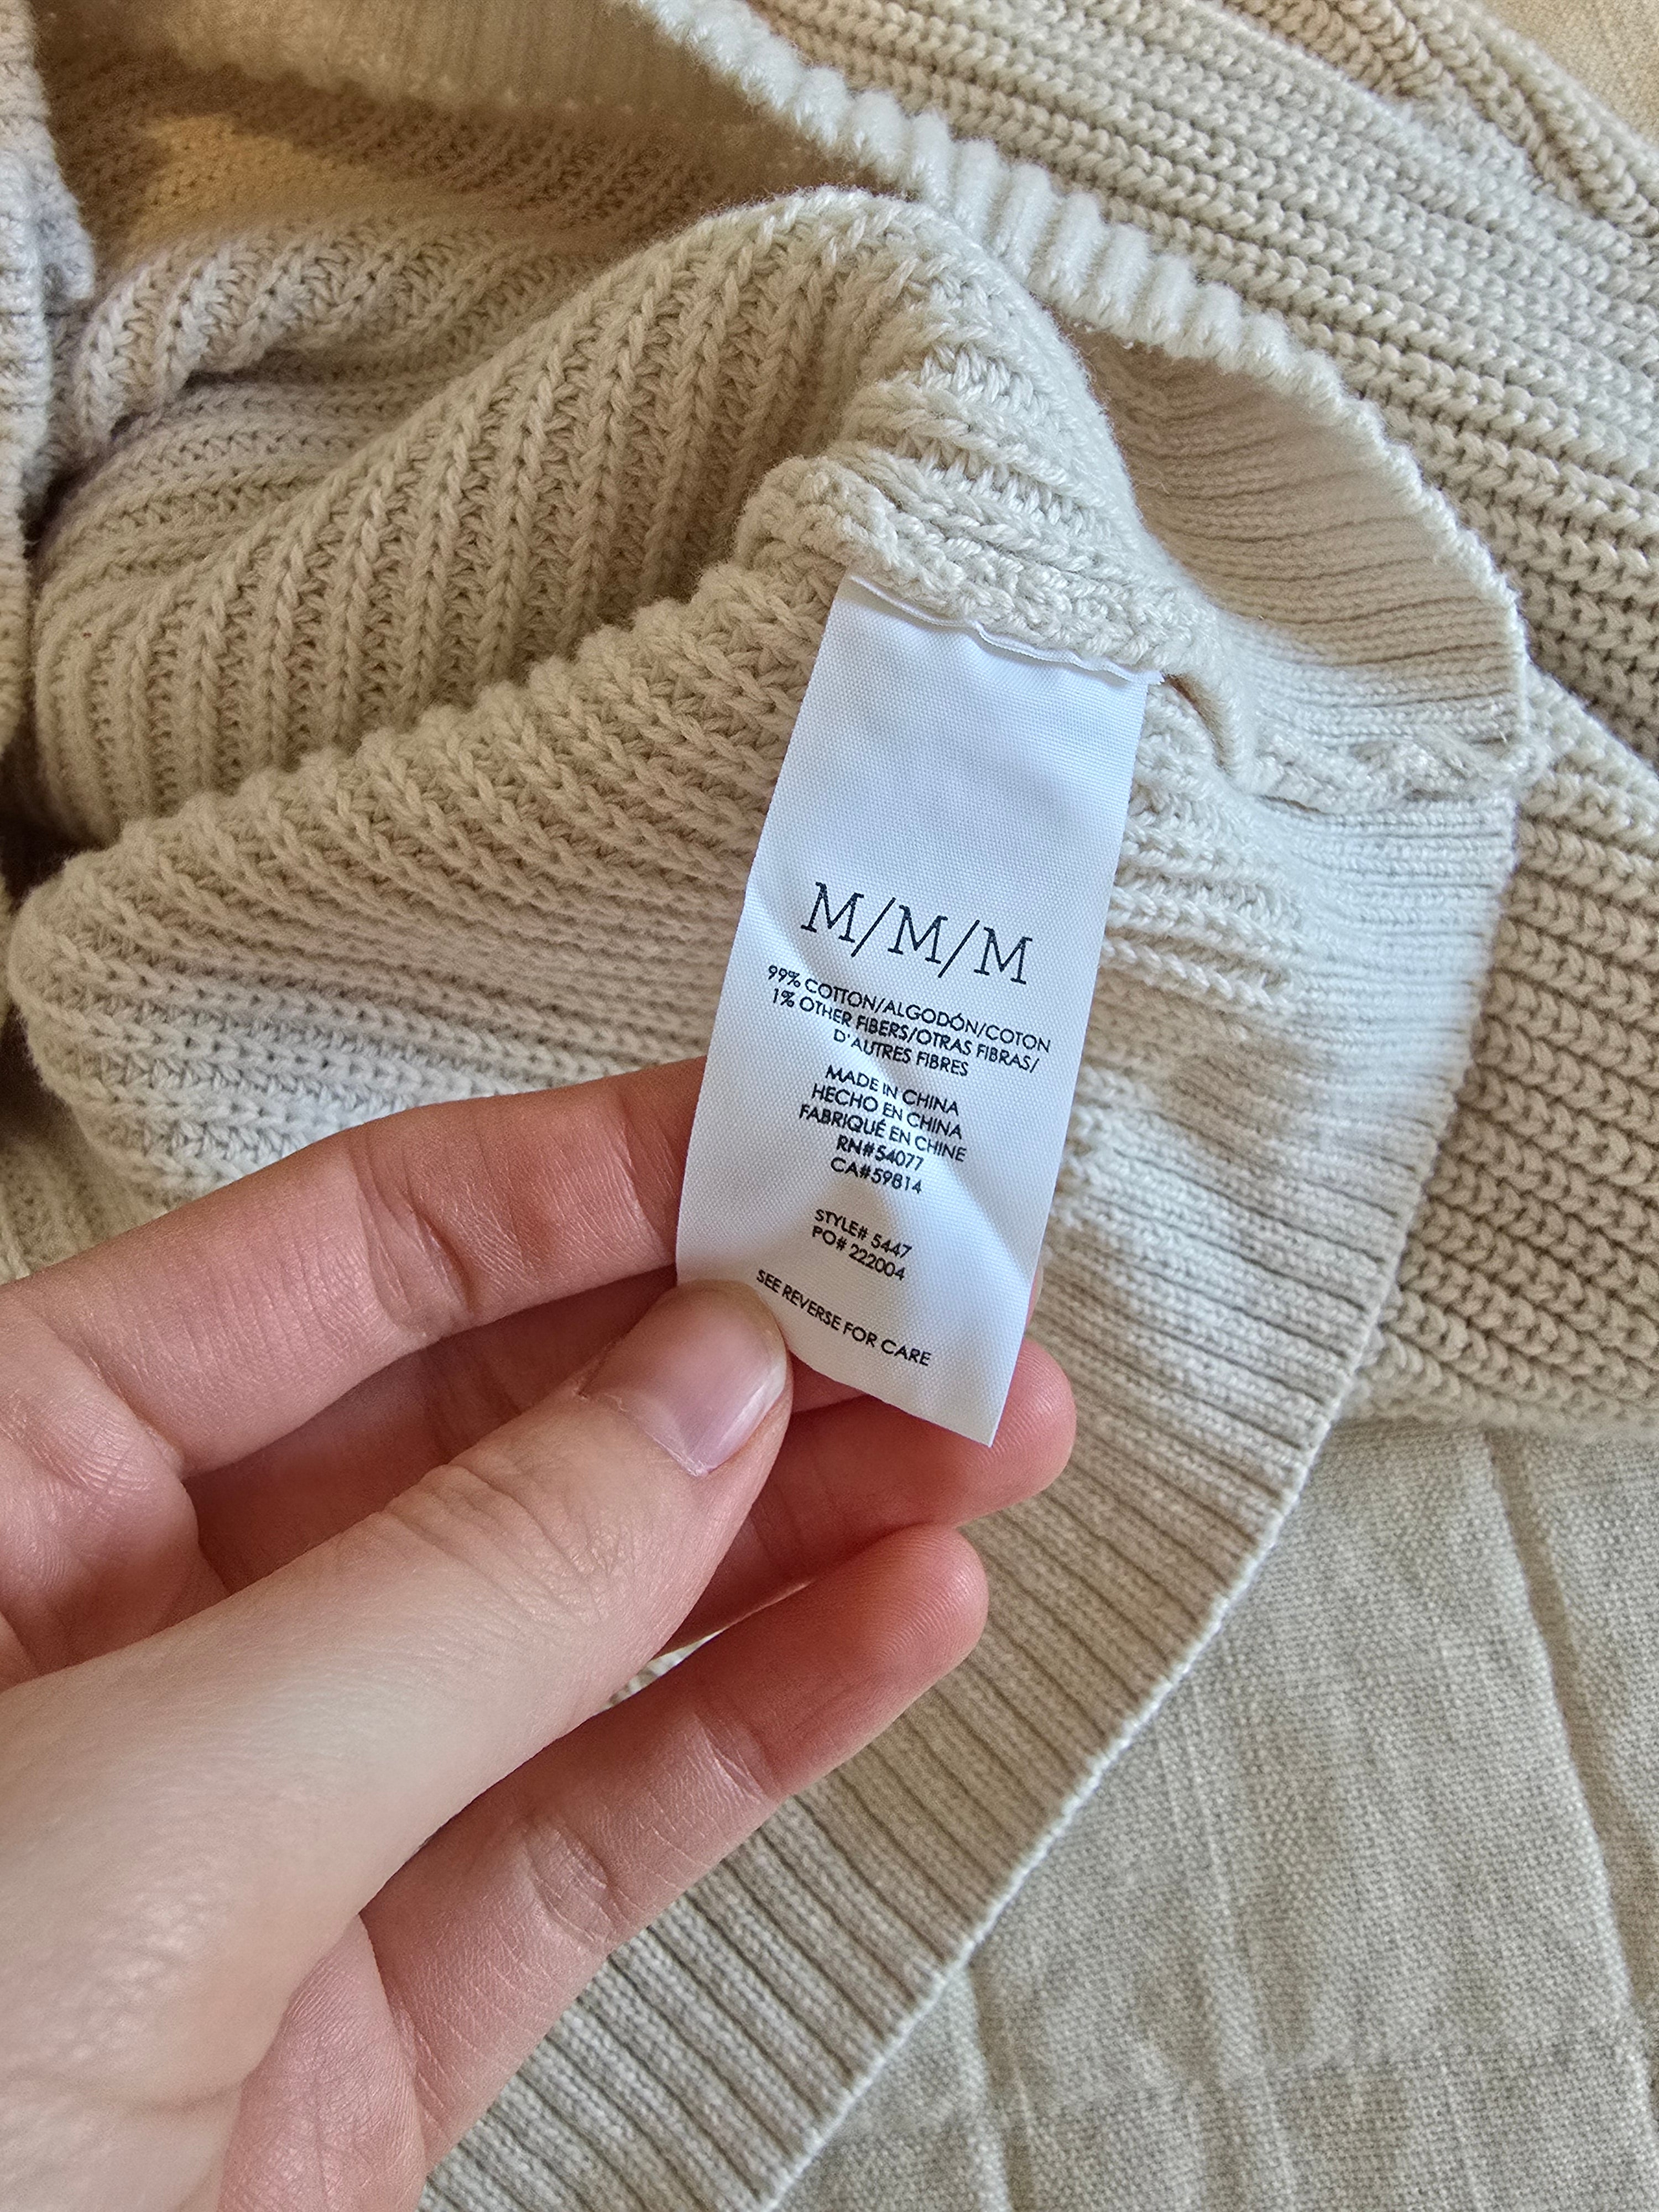 M/M/M
99% COTTON/ALGODÓN/COTON
1% OTHER FIBERS/OTRAS FIBRAS/
D'AUTRES FIBRES
MADE IN CHINA
HECHO EN CHINA
FABRIQUÉ EN CHINE
RN#54077
CA#59814
STYLE# 5447
PO# 222004
SEE REVERSE FOR CARE